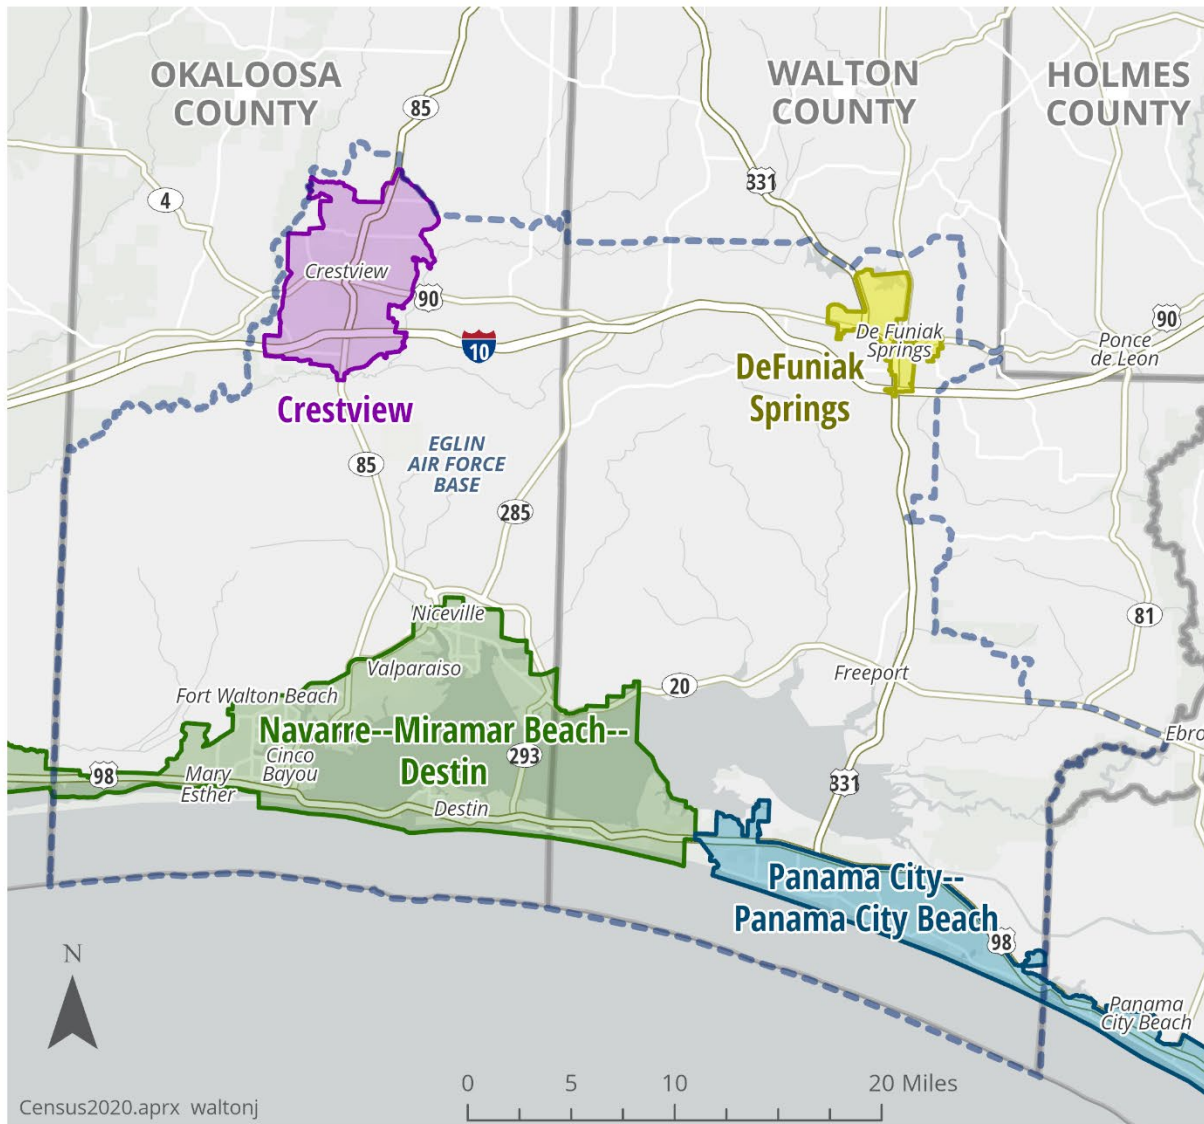 OKALOOSA
COUNTY
WALTON
COUNTY
HOLMES
COUNTY
85
331
4
Crestview
90
10
De Funiak
Springs
90
Ponce
de Leon
DeFuniak
Springs
Crestview
EGLIN
AIR FORCE
BASE
85
285
Niceville
81
Valparaiso
Freeport
20
Fort Walton Beach
Navarre--Miramar Beach--
Destin
Ebro
Cinco
Bayou
293
98
Mary
Esther
Destin
331
Panama City--
Panama City Beach
98
N
Panama
City Beach
0 5 10 20 Miles
Census2020.aprx waltonj